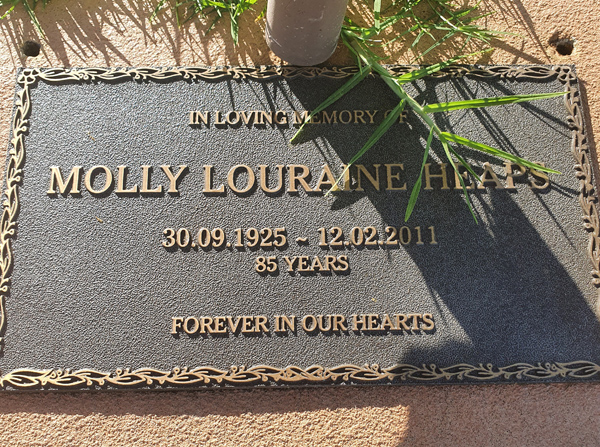 IN LOVING MEMORY OF
MOLLY LOURAINE HEAPS
30.09.1925 ~ 12.02.2011
85 YEARS
FOREVER IN OUR HEARTS